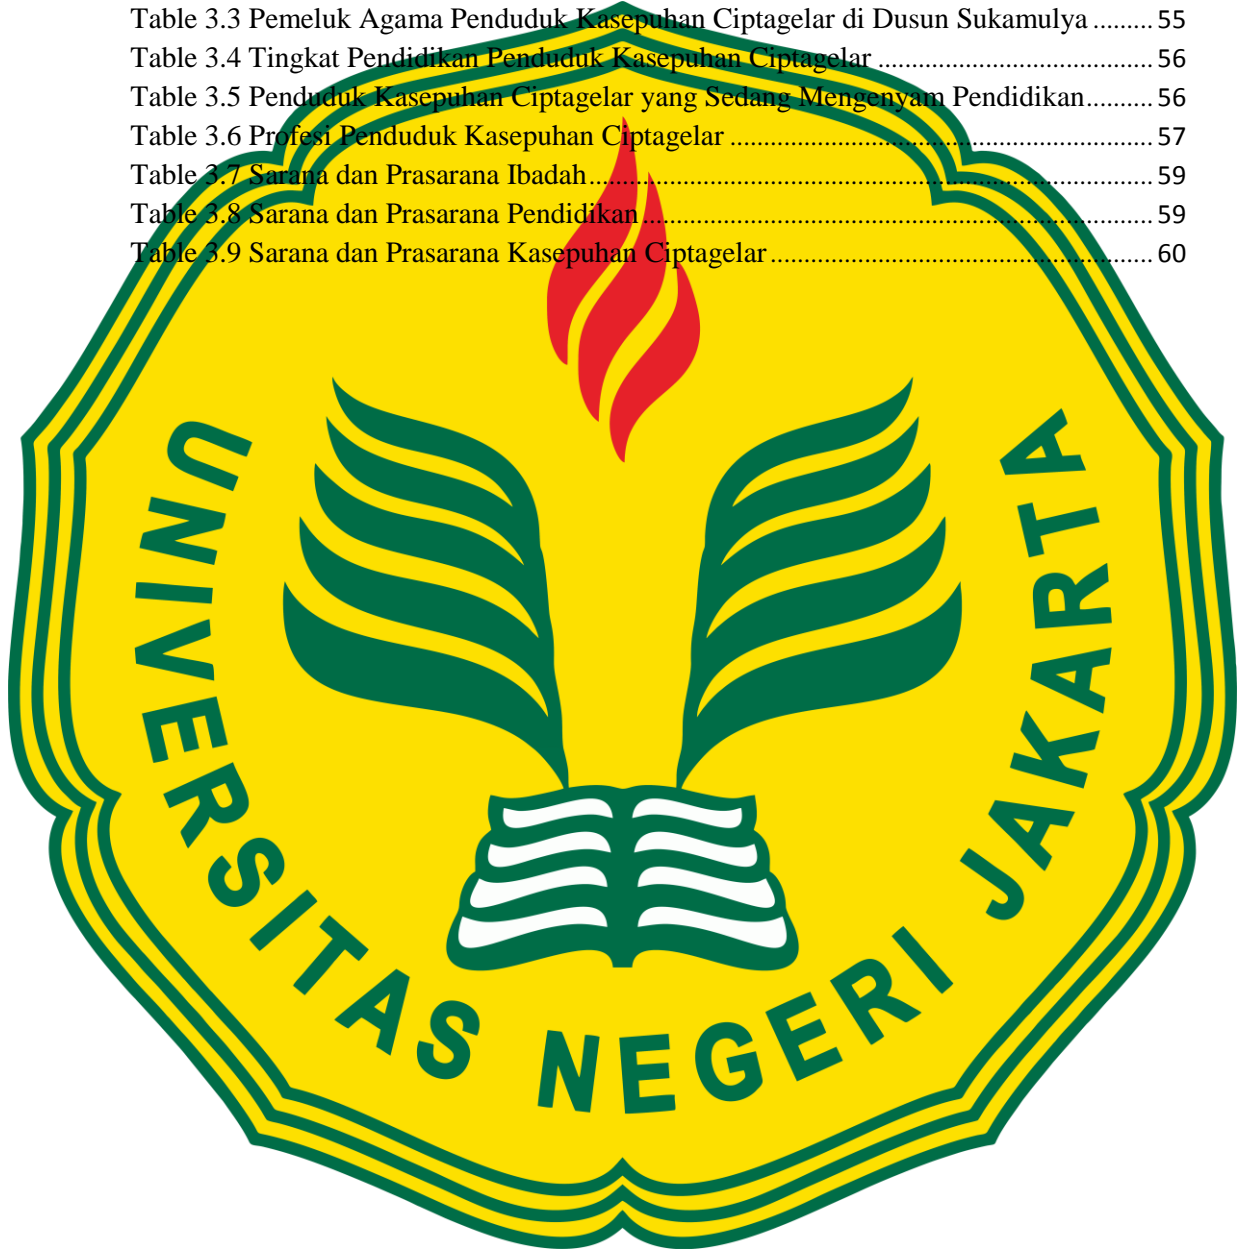 Table 3.3 Pemeluk Agama Penduduk Kasepuhan Ciptagelar di Dusun Sukamulya ......... 55
Table 3.4 Tingkat Pendidikan Penduduk Kasepuhan Ciptagelar ......................................... 56
Table 3.5 Penduduk Kasepuhan Ciptagelar yang Sedang Mengenyam Pendidikan.......... 56
Table 3.6 Profesi Penduduk Kasepuhan Ciptagelar ............................................................... 57
Table 3.7 Sarana dan Prasarana Ibadah.................................................................................... 59
Table 3.8 Sarana dan Prasarana Pendidikan ............................................................................ 59
Table 3.9 Sarana dan Prasarana Kasepuhan Ciptagelar ......................................................... 60
UNIVERSITAS NEGERI JAKARTA